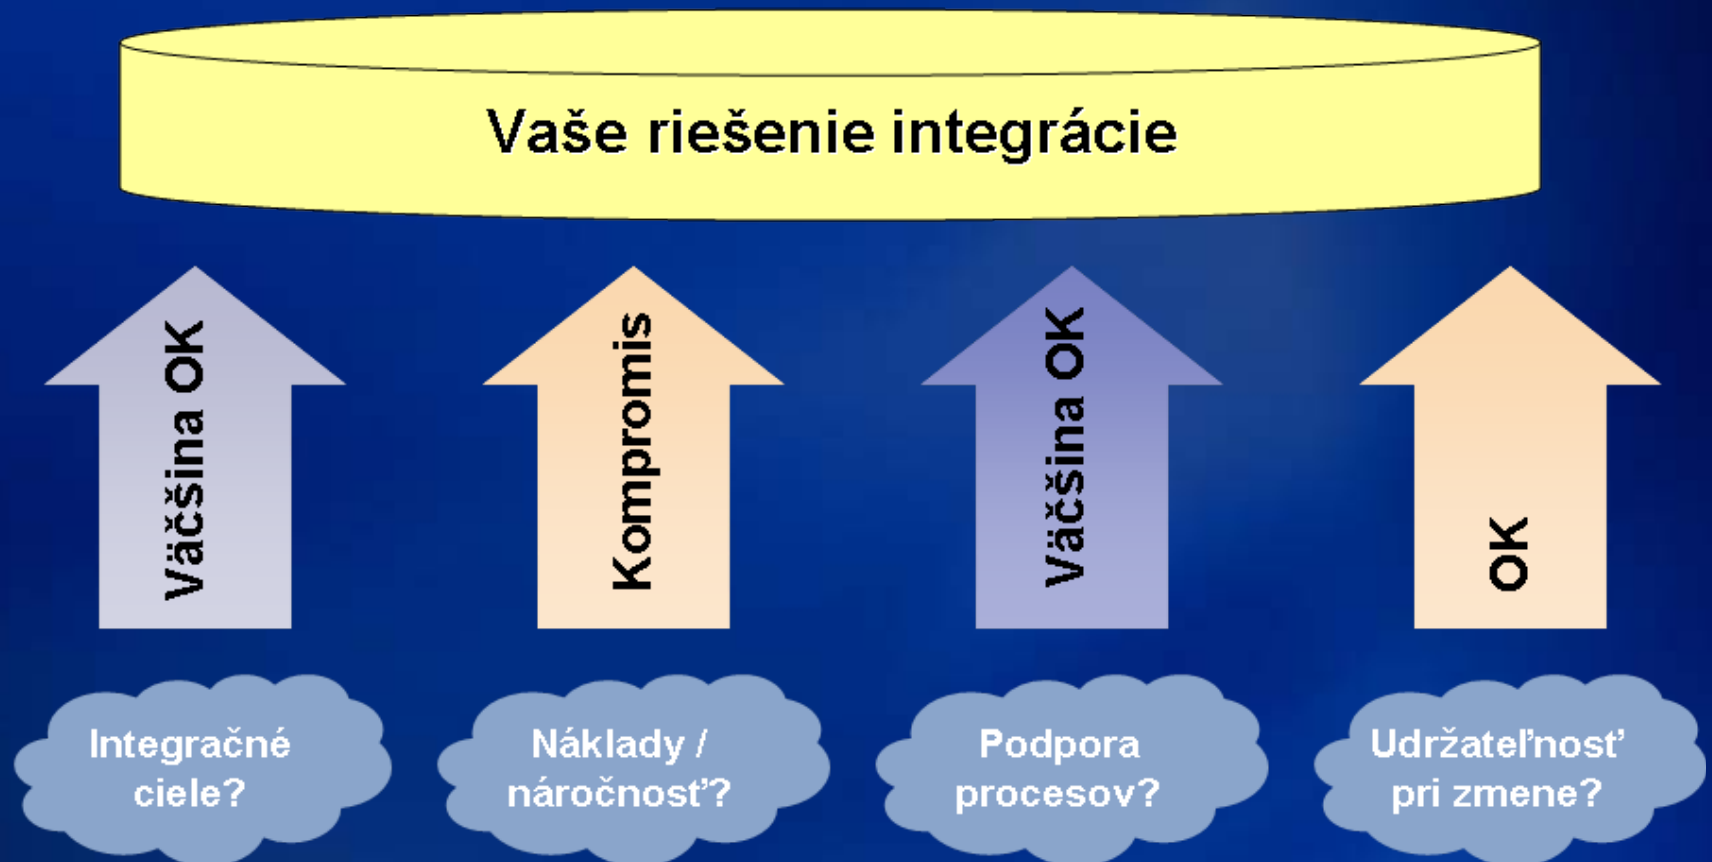 Vaše riešenie integrácie
Väčšina OK
Kompromis
Väčšina OK
OK
Integračné
ciele?
Náklady /
náročnosť?
Podpora
procesov?
Udržateľnosť
pri zmene?